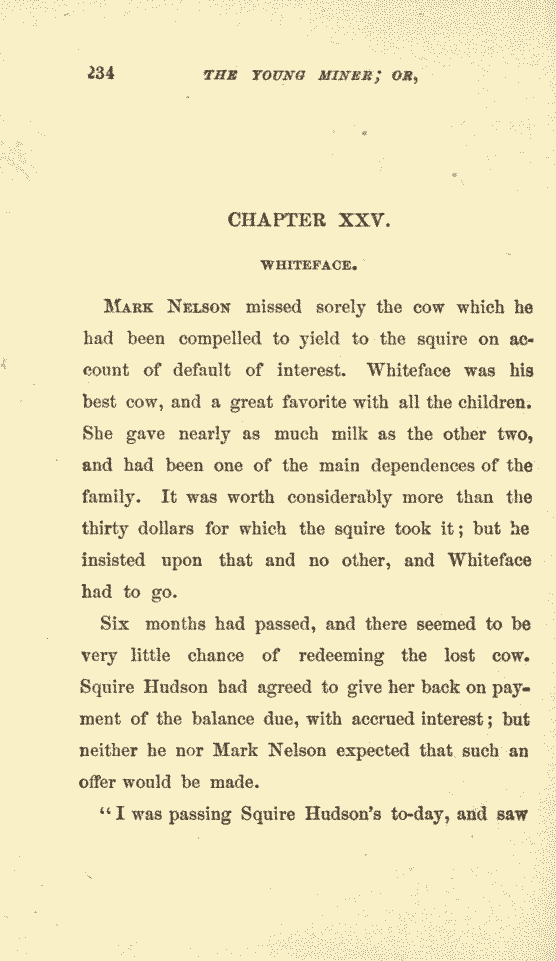 234 THE YOUNG MINER; OR,
CHAPTER XXV.
WHITEFACE.
MARK NELSON missed sorely the cow which he
had been compelled to yield to the squire on ac-
count of default of interest. Whiteface was his
best cow, and a great favorite with all the children.
She gave nearly as much milk as the other two,
and had been one of the main dependences of the
family. It was worth considerably more than the
thirty dollars for which the squire took it; but he
insisted upon that and no other, and Whiteface
had to go.
Six months had passed, and there seemed to be
very little chance of redeeming the lost cow.
Squire Hudson had agreed to give her back on pay-
ment of the balance due, with accrued interest; but
neither he nor Mark Nelson expected that such an
offer would be made.
"I was passing Squire Hudson's to-day, and saw